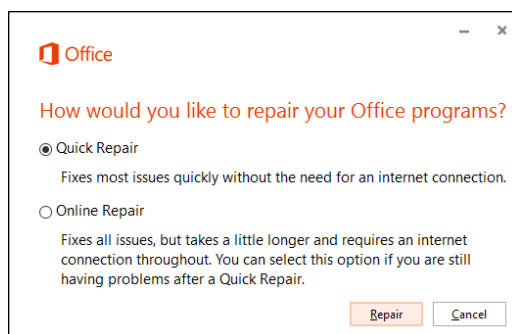 Office
How would you like to repair your Office programs?
Quick Repair
Fixes most issues quickly without the need for an internet connection.
Online Repair
Fixes all issues, but takes a little longer and requires an internet
connection throughout. You can select this option if you are still
having problems after a Quick Repair.
Repair Cancel